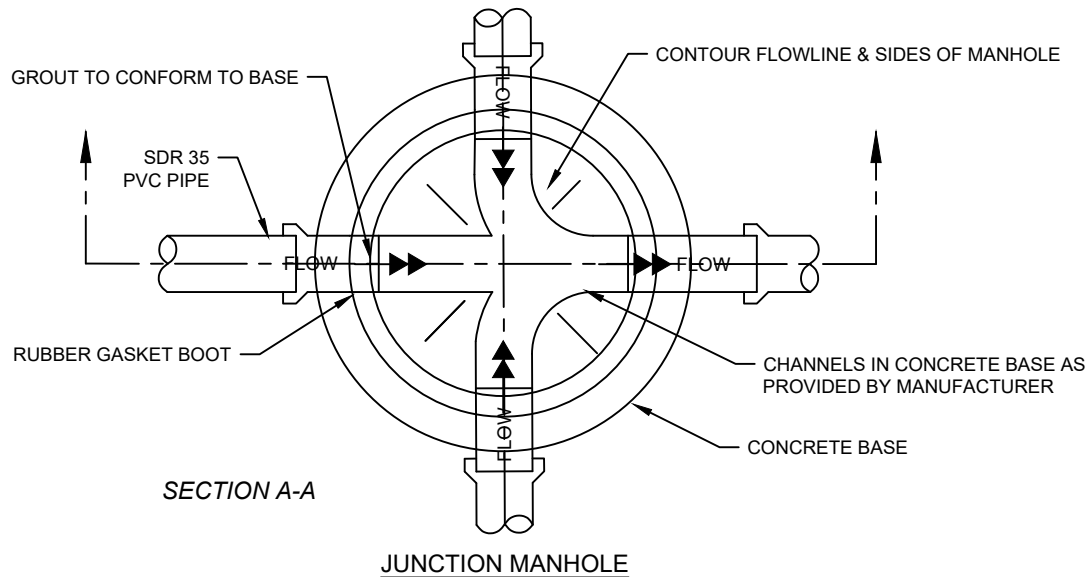 FLOW
CONTOUR FLOWLINE & SIDES OF MANHOLE
GROUT TO CONFORM TO BASE
SDR 35
PVC PIPE
FLOW
FLOW
RUBBER GASKET BOOT
CHANNELS IN CONCRETE BASE AS
PROVIDED BY MANUFACTURER
FLOW
CONCRETE BASE
SECTION A-A
JUNCTION MANHOLE